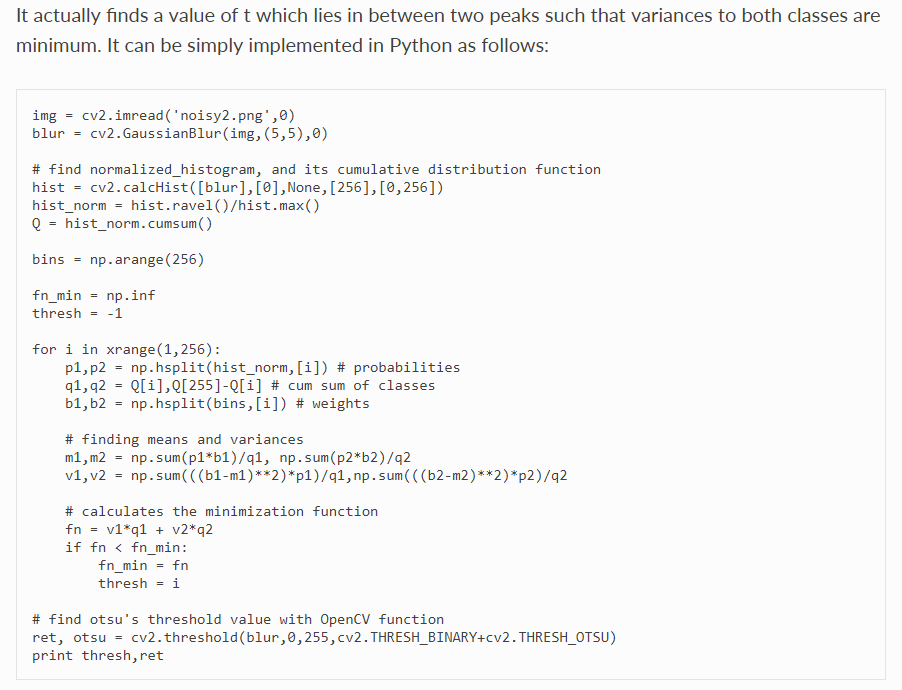 It actually finds a value of t which lies in between two peaks such that variances to both classes are
minimum. It can be simply implemented in Python as follows:
img = cv2.imread('noisy2.png',0)
blur = cv2.GaussianBlur(img,(5,5),0)
# find normalized_histogram, and its cumulative distribution function
hist = cv2.calcHist([blur],[0],None,[256],[0,256])
hist_norm = hist.ravel()/hist.max()
Q = hist_norm.cumsum()
bins = np.arange(256)
fn_min = np.inf
thresh = -1
for i in xrange(1,256):
    p1,p2 = np.hsplit(hist_norm,[i]) # probabilities
    q1,q2 = Q[i],Q[255]-Q[i] # cum sum of classes
    b1,b2 = np.hsplit(bins,[i]) # weights
    # finding means and variances
    m1,m2 = np.sum(p1*b1)/q1, np.sum(p2*b2)/q2
    v1,v2 = np.sum(((b1-m1)**2)*p1)/q1,np.sum(((b2-m2)**2)*p2)/q2
    # calculates the minimization function
    fn = v1*q1 + v2*q2
    if fn < fn_min:
        fn_min = fn
        thresh = i
# find otsu's threshold value with OpenCV function
ret, otsu = cv2.threshold(blur,0,255,cv2.THRESH_BINARY+cv2.THRESH_OTSU)
print thresh,ret